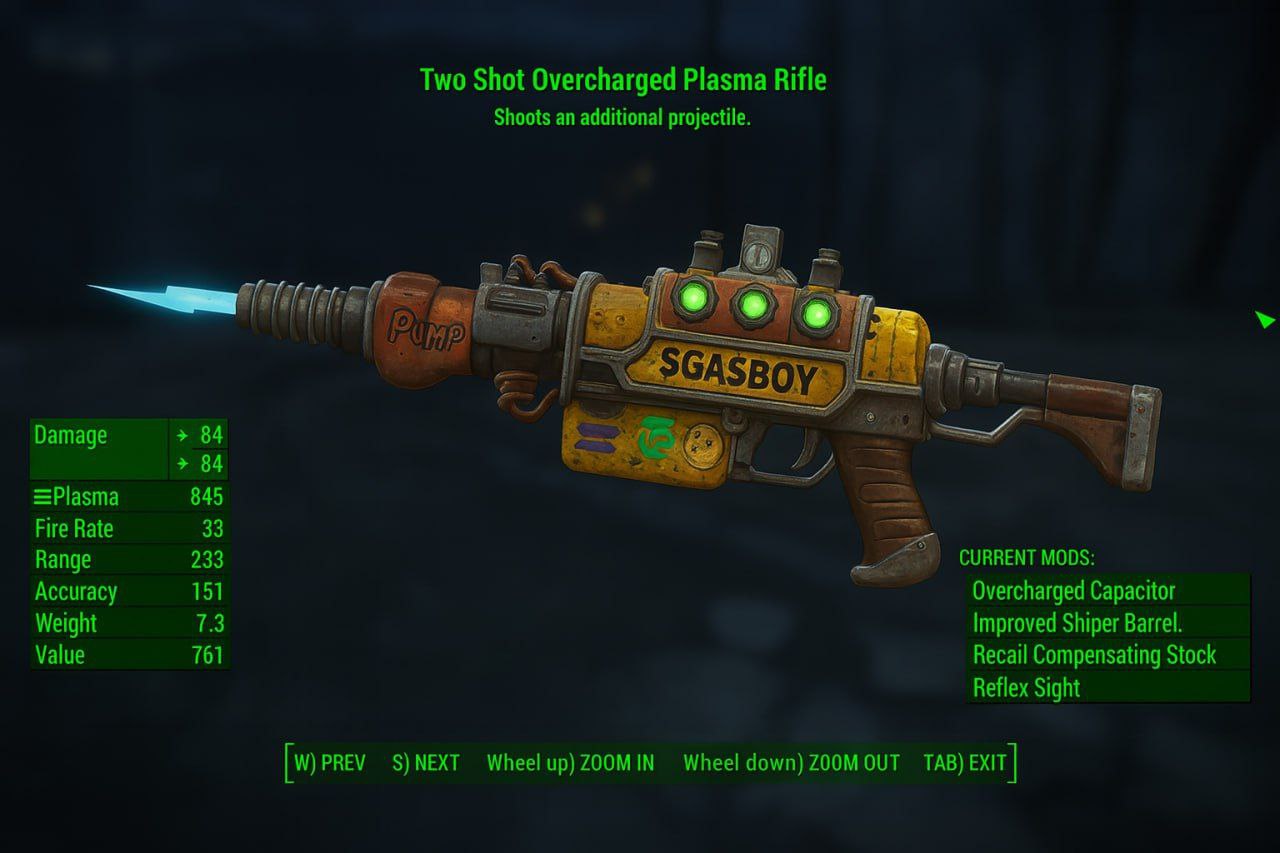 Two Shot Overcharged Plasma Rifle
Shoots an additional projectile.
PUMP
SGASBOY
Damage 84
84
Plasma 845
Fire Rate 33
Range 233
Accuracy 151
Weight 7.3
Value 761
CURRENT MODS:
Overcharged Capacitor
Improved Shiper Barrel.
Recail Compensating Stock
Reflex Sight
W) PREV S) NEXT Wheel up) ZOOM IN Wheel down) ZOOM OUT TAB) EXIT